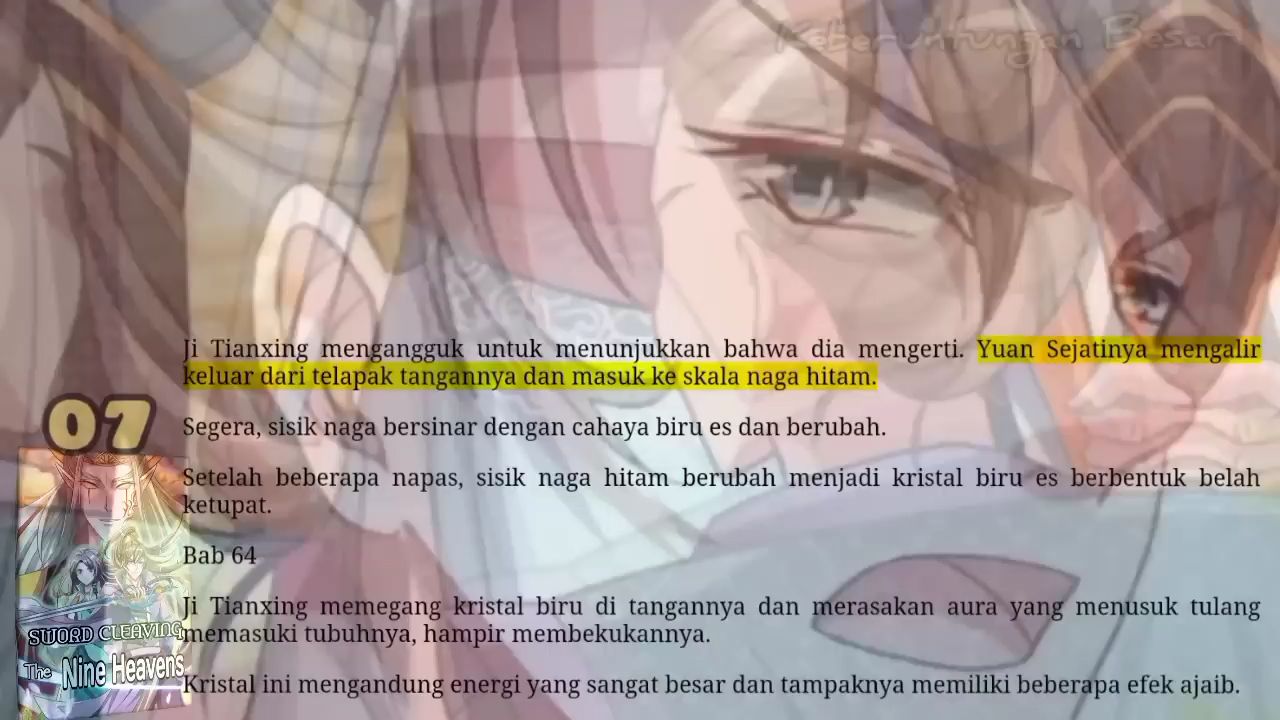 Keberuntungan Besar
Ji Tianxing mengangguk untuk menunjukkan bahwa dia mengerti. Yuan Sejatinya mengalir
keluar dari telapak tangannya dan masuk ke skala naga hitam.
07
Segera, sisik naga bersinar dengan cahaya biru es dan berubah.
Setelah beberapa napas, sisik naga hitam berubah menjadi kristal biru es berbentuk belah
ketupat.
Bab 64
Ji Tianxing memegang kristal biru di tangannya dan merasakan aura yang menusuk tulang
memasuki tubuhnya, hampir membekukannya.
SWORD CLEAVING
The Nine Heavens
Kristal ini mengandung energi yang sangat besar dan tampaknya memiliki beberapa efek ajaib.